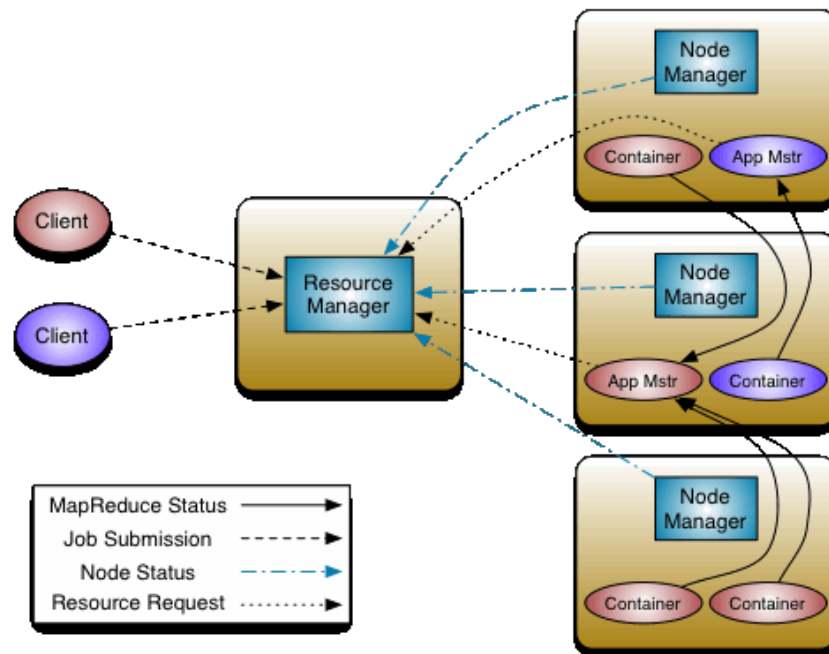 Node
Manager
Container
App Mstr
Client
Resource
Manager
Client
Node
Manager
App Mstr
Container
MapReduce Status
Job Submission
Node Status
Resource Request
Node
Manager
Container
Container